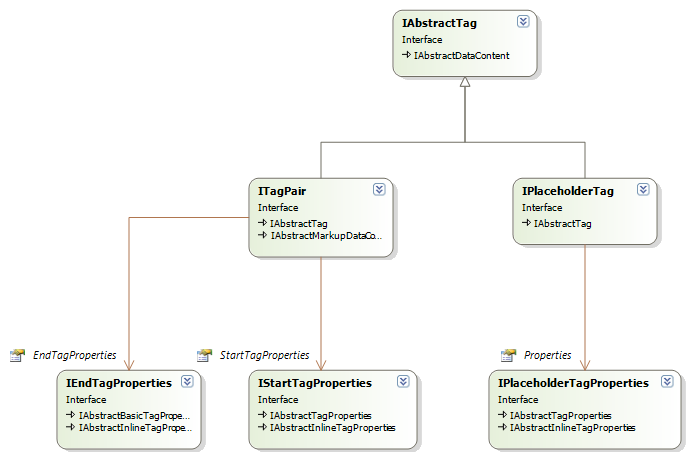 IAbstractTag
Interface
IAbstractDataContent
ITagPair
Interface
IAbstractTag
IAbstractMarkupDataCo...
IPlaceholderTag
Interface
IAbstractTag
EndTagProperties
StartTagProperties
Properties
IEndTagProperties
Interface
IAbstractBasicTagPrope...
IAbstractInlineTagPrope...
IStartTagProperties
Interface
IAbstractTagProperties
IAbstractInlineTagProperties
IPlaceholderTagProperties
Interface
IAbstractTagProperties
IAbstractInlineTagProperties